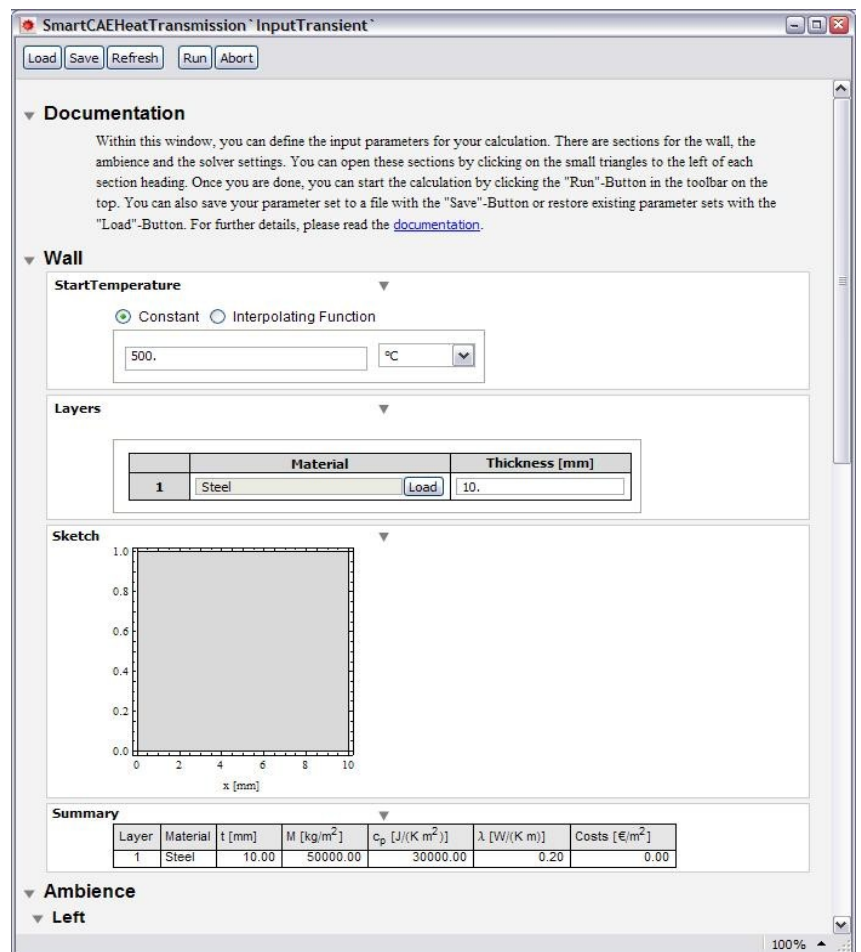 SmartCAEHeatTransmission`InputTransient`
Load Save Refresh Run Abort
Documentation
Within this window, you can define the input parameters for your calculation. There are sections for the wall, the
ambience and the solver settings. You can open these sections by clicking on the small triangles to the left of each
section heading. Once you are done, you can start the calculation by clicking the "Run"-Button in the toolbar on the
top. You can also save your parameter set to a file with the "Save"-Button or restore existing parameter sets with the
"Load"-Button. For further details, please read the documentation.
Wall
StartTemperature
Constant Interpolating Function
500. °C
Layers
Material Thickness [mm]
1 Steel Load 10.
Sketch
1.0
0.8
0.6
0.4
0.2
0.0
0 2 4 6 8 10
x [mm]
Summary
Layer Material t [mm] M [kg/m²] cₚ [J/(K m²)] λ [W/(K m)] Costs [€/m²]
1 Steel 10.00 50000.00 30000.00 0.20 0.00
Ambience
Left
100%